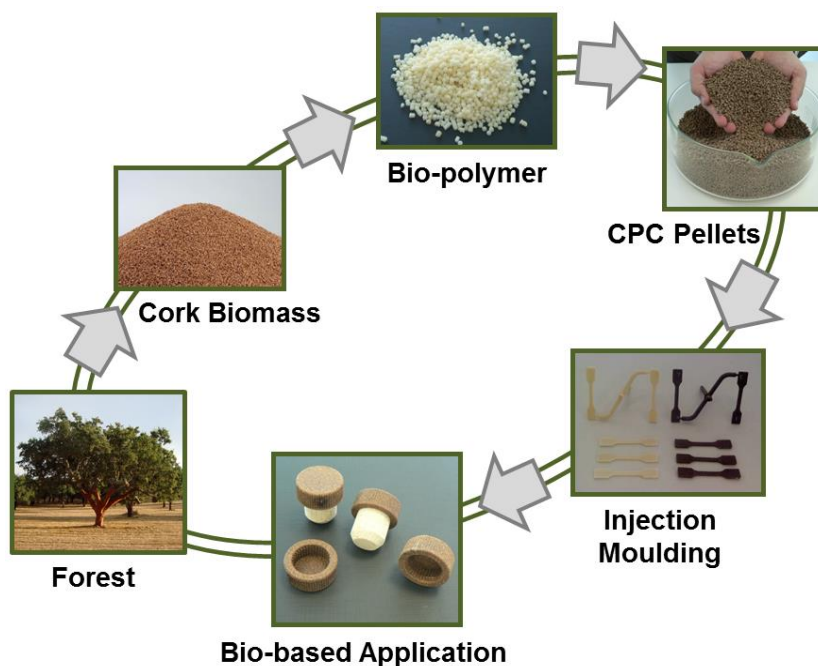 Bio-polymer
CPC Pellets
Cork Biomass
Injection
Moulding
Forest
Bio-based Application